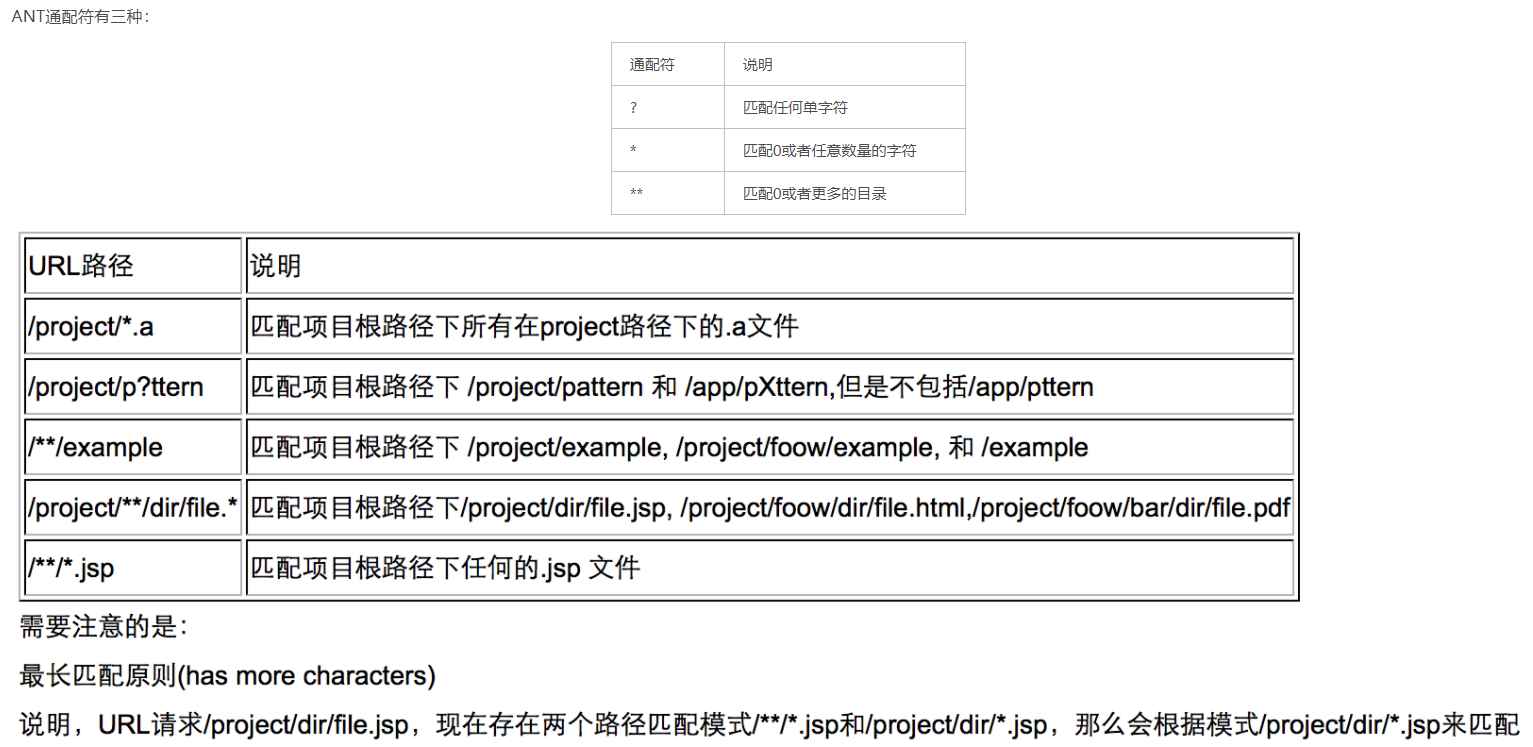 ANT通配符有三种：
通配符 说明
? 匹配任何单字符
* 匹配0或者任意数量的字符
** 匹配0或者更多的目录
URL路径 说明
/project/*.a 匹配项目根路径下所有在project路径下的.a文件
/project/p?ttern 匹配项目根路径下 /project/pattern 和 /app/pXttern,但是不包括/app/pttern
/**/example 匹配项目根路径下 /project/example, /project/foow/example, 和 /example
/project/**/dir/file.* 匹配项目根路径下/project/dir/file.jsp, /project/foow/dir/file.html,/project/foow/bar/dir/file.pdf
/**/*.jsp 匹配项目根路径下任何的.jsp 文件
需要注意的是：
最长匹配原则(has more characters)
说明，URL请求/project/dir/file.jsp，现在存在两个路径匹配模式/**/*.jsp和/project/dir/*.jsp，那么会根据模式/project/dir/*.jsp来匹配